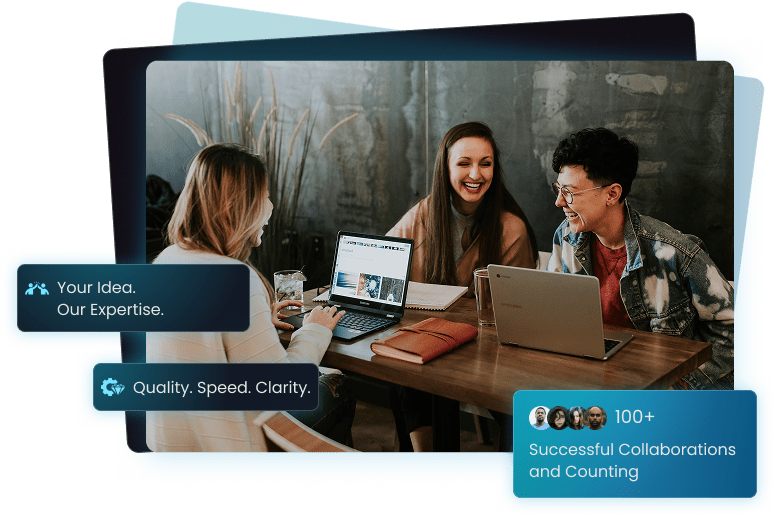 Your Idea.
Our Expertise.
Quality. Speed. Clarity.
100+
Successful Collaborations
and Counting